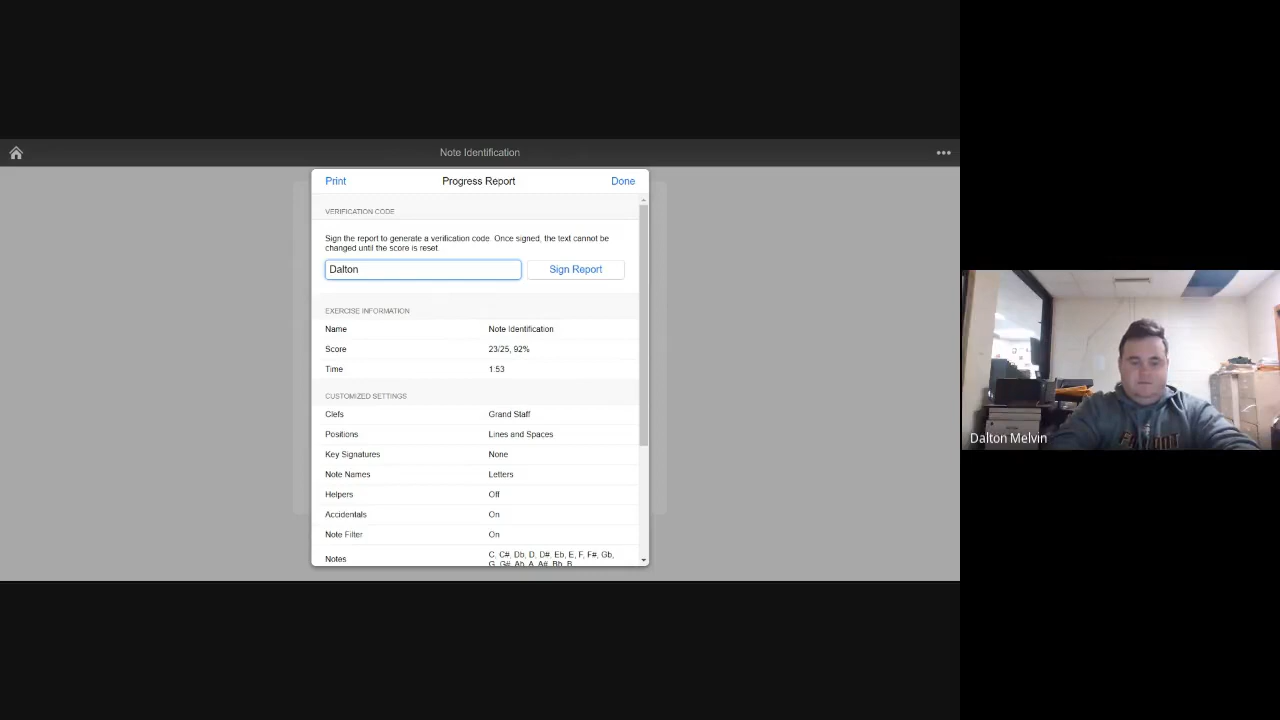 Note Identification
•••
Print Progress Report Done
VERIFICATION CODE
Sign the report to generate a verification code. Once signed, the text cannot be
changed until the score is reset.
Dalton Sign Report
EXERCISE INFORMATION
Name Note Identification
Score 23/25, 92%
Time 1:53
CUSTOMIZED SETTINGS
Clefs Grand Staff
Positions Lines and Spaces
Key Signatures None
Note Names Letters
Helpers Off
Accidentals On
Note Filter On
Notes C, C#, Db, D, D#, Eb, E, F, F#, Gb,
G, G#, Ab, A, A#, Bb, B
Dalton Melvin